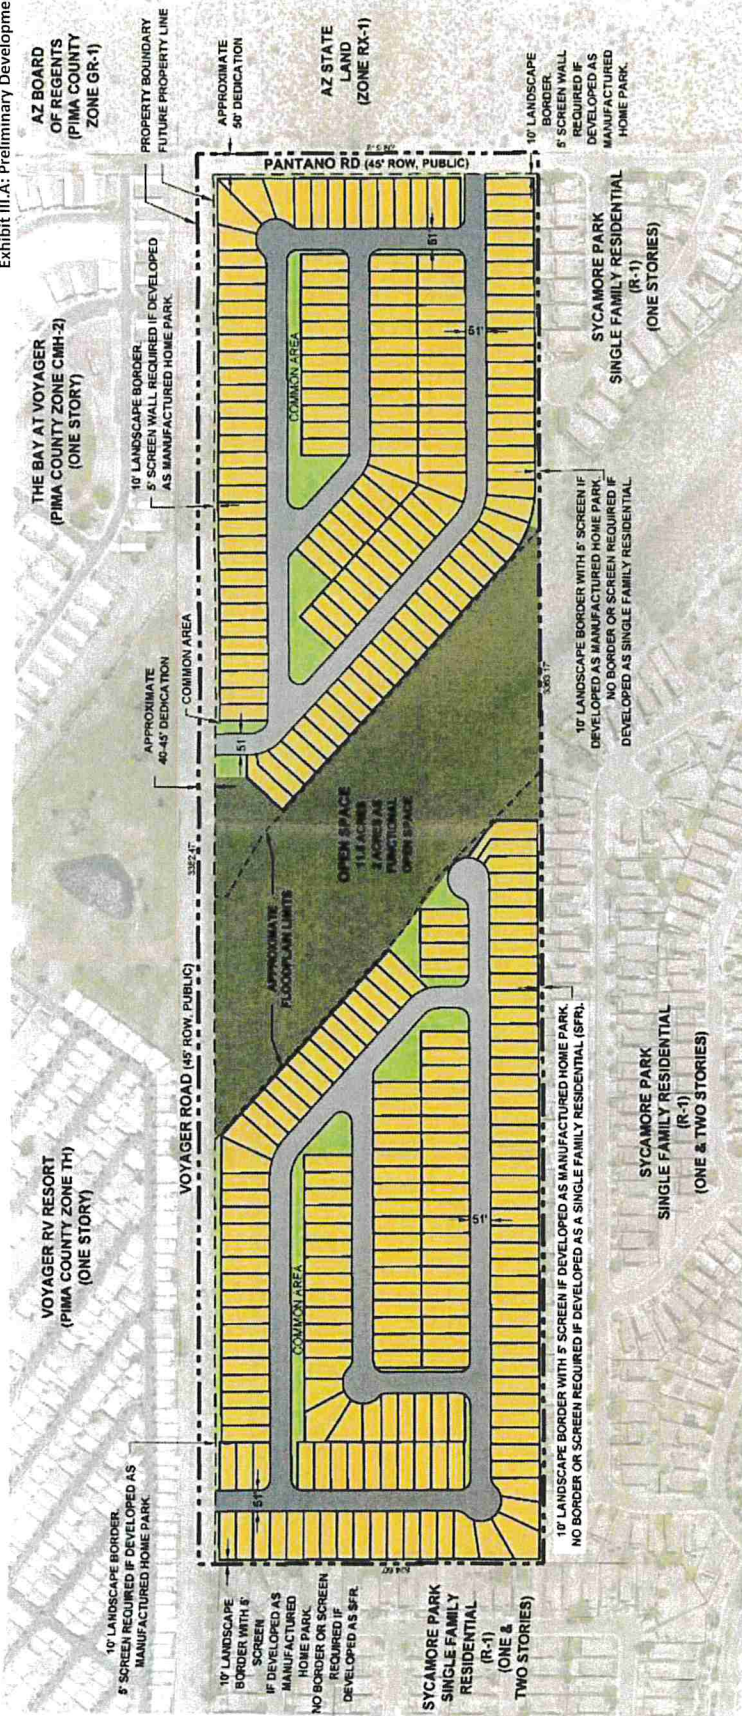 Exhibit III.A: Preliminary Developme
AZ BOARD
OF REGENTS
(PIMA COUNTY
ZONE GR-1)
PROPERTY BOUNDARY
FUTURE PROPERTY LINE
APPROXIMATE
50' DEDICATION
AZ STATE
LAND
(ZONE RX-1)
PANTANO RD (45' ROW, PUBLIC)
10' LANDSCAPE
BORDER.
5' SCREEN WALL
REQUIRED IF
DEVELOPED AS
MANUFACTURED
HOME PARK.
THE BAY AT VOYAGER
(PIMA COUNTY ZONE CMH-2)
(ONE STORY)
10' LANDSCAPE BORDER.
5' SCREEN WALL REQUIRED IF DEVELOPED
AS MANUFACTURED HOME PARK.
COMMON AREA
51'
51'
SYCAMORE PARK
SINGLE FAMILY RESIDENTIAL
(R-1)
(ONE STORIES)
10' LANDSCAPE BORDER WITH 5' SCREEN IF
DEVELOPED AS MANUFACTURED HOME PARK.
NO BORDER OR SCREEN REQUIRED IF
DEVELOPED AS SINGLE FAMILY RESIDENTIAL.
APPROXIMATE
40-45' DEDICATION
COMMON AREA
51'
3382.47'
OPEN SPACE
11.8 ACRES
2 ACRES AS
FUNCTIONAL
OPEN SPACE
APPROXIMATE
FLOODPLAIN LIMITS
VOYAGER ROAD (45' ROW, PUBLIC)
VOYAGER RV RESORT
(PIMA COUNTY ZONE TH)
(ONE STORY)
COMMON AREA
51'
51'
10' LANDSCAPE BORDER WITH 5' SCREEN IF DEVELOPED AS MANUFACTURED HOME PARK.
NO BORDER OR SCREEN REQUIRED IF DEVELOPED AS A SINGLE FAMILY RESIDENTIAL (SFR).
SYCAMORE PARK
SINGLE FAMILY RESIDENTIAL
(R-1)
(ONE & TWO STORIES)
10' LANDSCAPE BORDER.
5' SCREEN REQUIRED IF DEVELOPED AS
MANUFACTURED HOME PARK.
10' LANDSCAPE
BORDER WITH 5'
SCREEN
IF DEVELOPED AS
MANUFACTURED
HOME PARK.
NO BORDER OR SCREEN
REQUIRED IF
DEVELOPED AS SFR.
SYCAMORE PARK
SINGLE FAMILY
RESIDENTIAL
(R-1)
(ONE &
TWO STORIES)